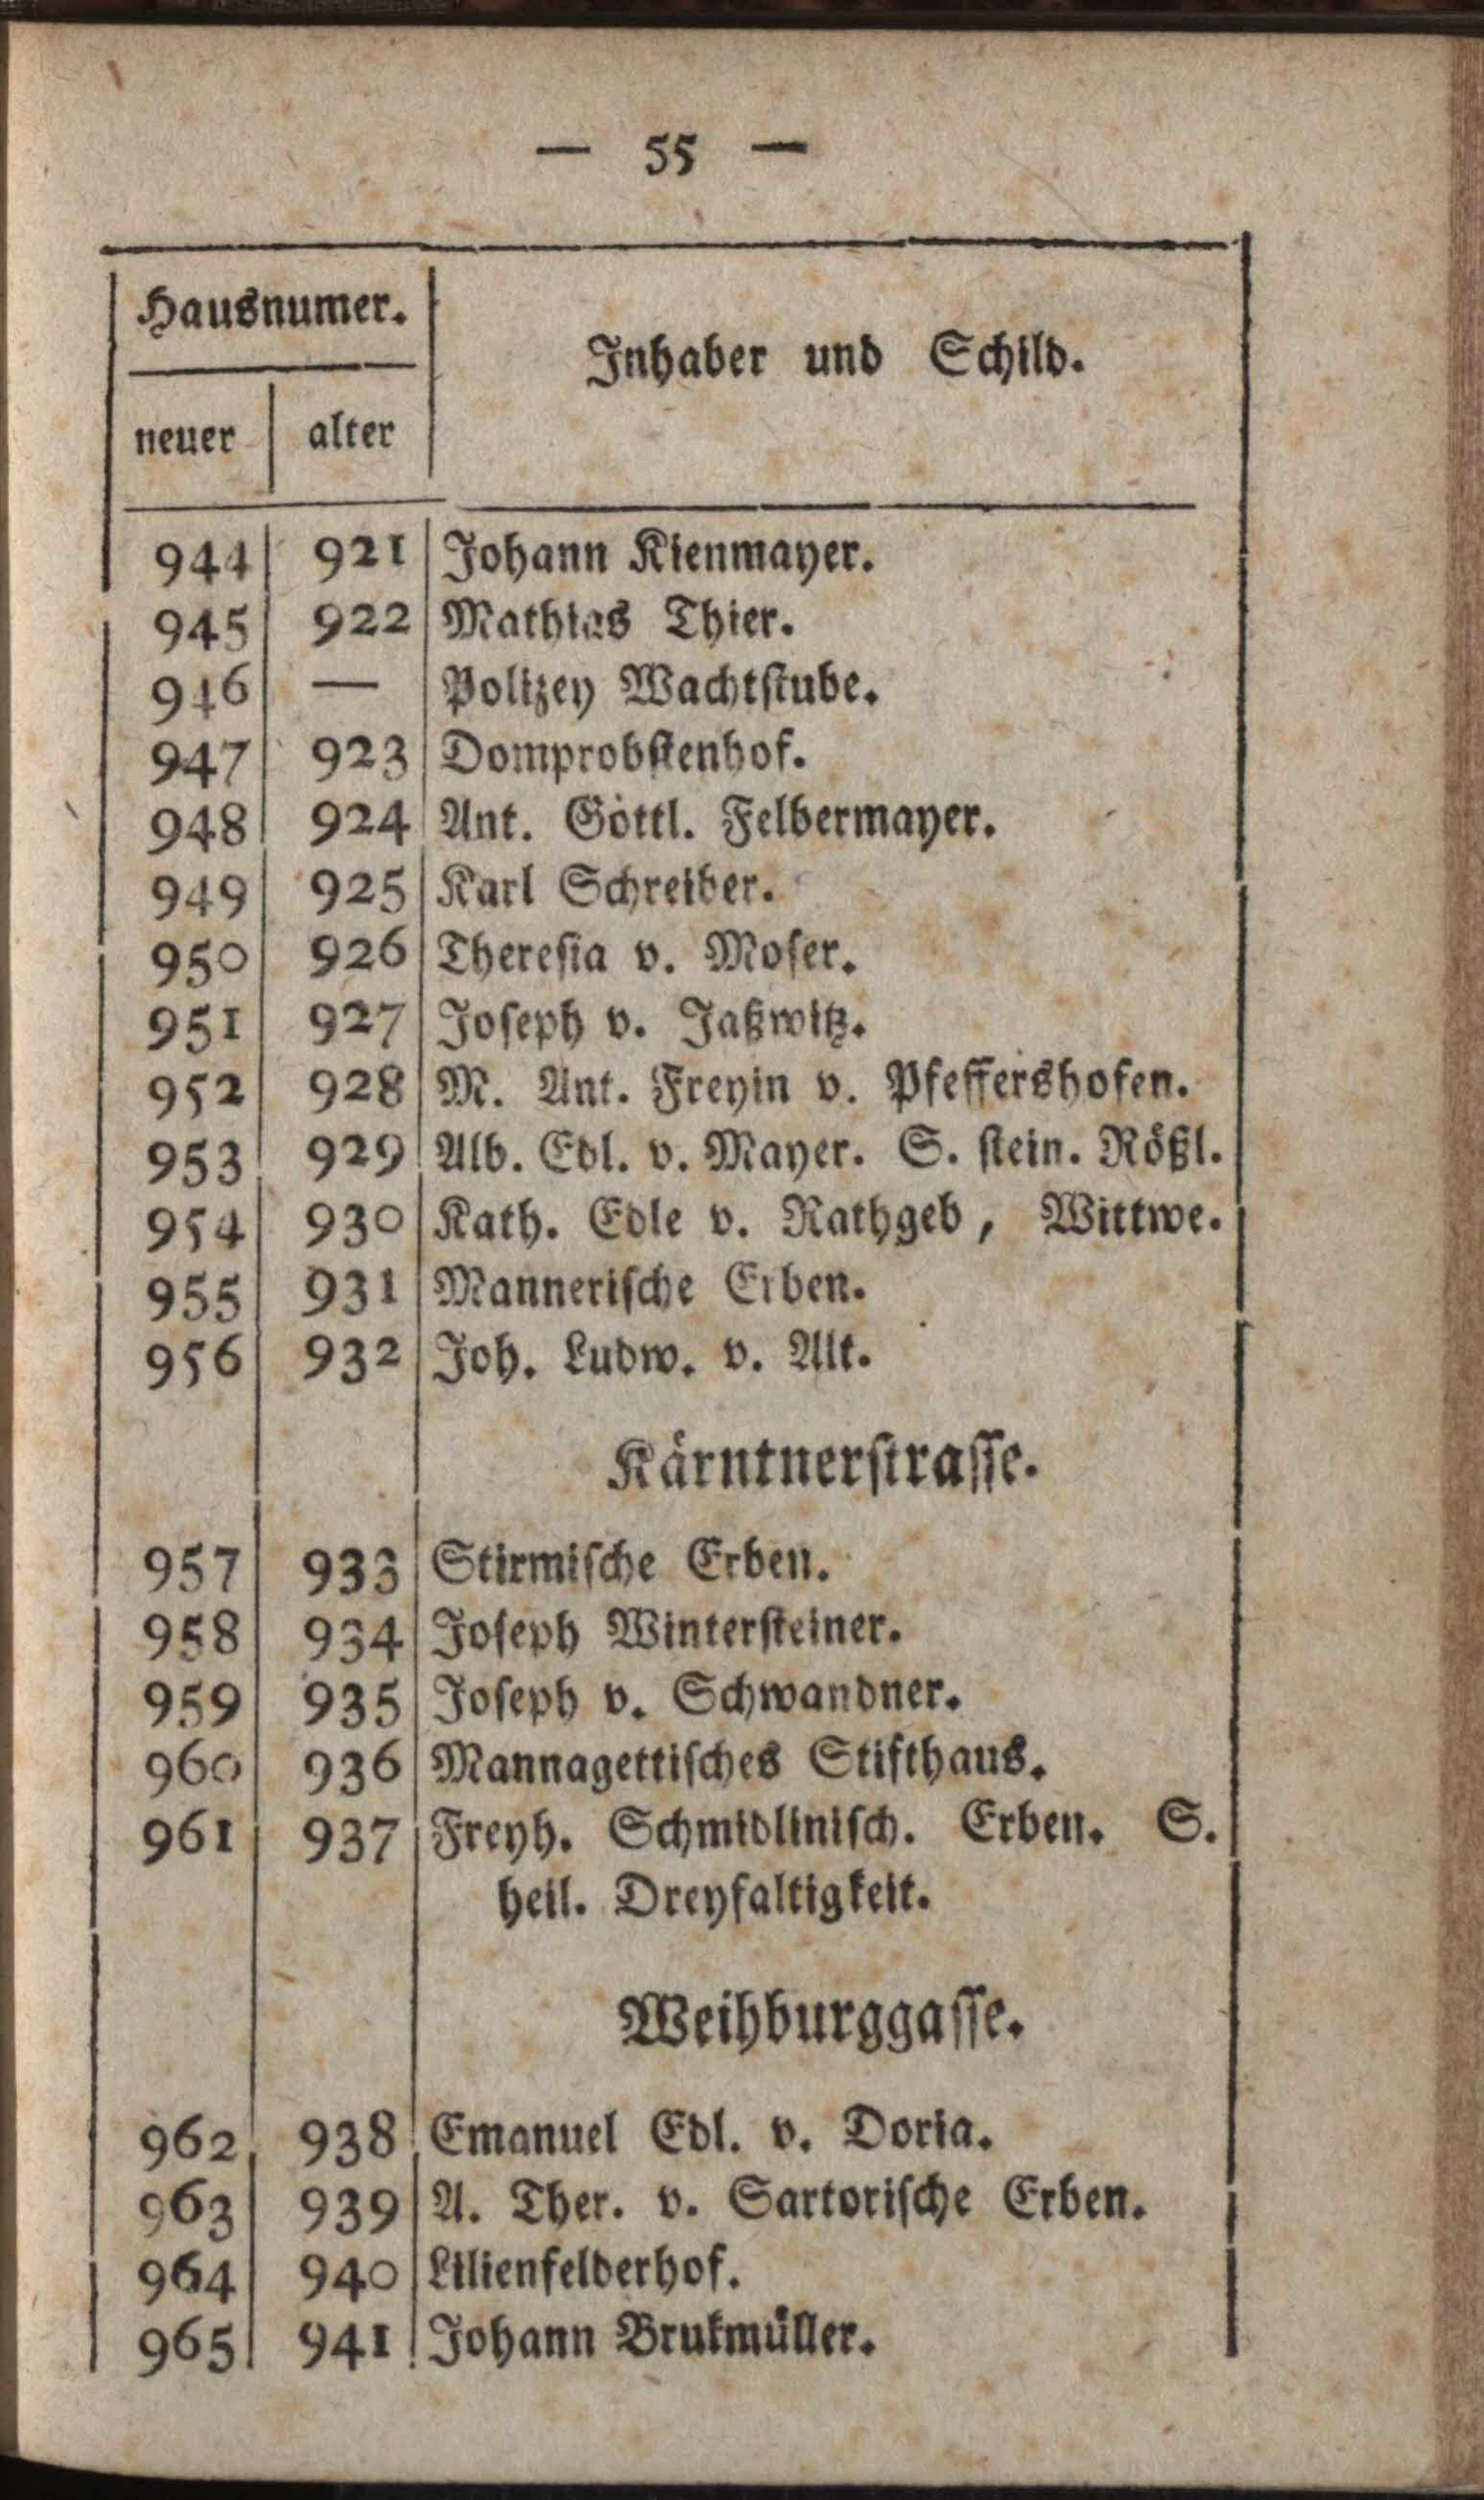 — 55 —
Hausnumer.
Inhaber und Schild.
neuer alter
944 921 Johann Kienmayer.
945 922 Mathias Thier.
946 — Polizey Wachtstube.
947 923 Domprobstenhof.
948 924 Ant. Göttl. Felbermayer.
949 925 Karl Schreiber.
950 926 Theresia v. Moser.
951 927 Joseph v. Jaßwitz.
952 928 M. Ant. Freyin v. Pfeffershofen.
953 929 Alb. Edl. v. Mayer. S. stein. Rößl.
954 930 Kath. Edle v. Rathgeb, Wittwe.
955 931 Mannerische Erben.
956 932 Joh. Ludw. v. Alt.
Kärntnerstrasse.
957 933 Stirmische Erben.
958 934 Joseph Wintersteiner.
959 935 Joseph v. Schwandner.
960 936 Mannagettisches Stifthaus.
961 937 Freyh. Schmidlinisch. Erben. S.
heil. Dreyfaltigkeit.
Weihburggasse.
962 938 Emanuel Edl. v. Doria.
963 939 A. Ther. v. Sartorische Erben.
964 940 Lilienfelderhof.
965 941 Johann Brukmüller.